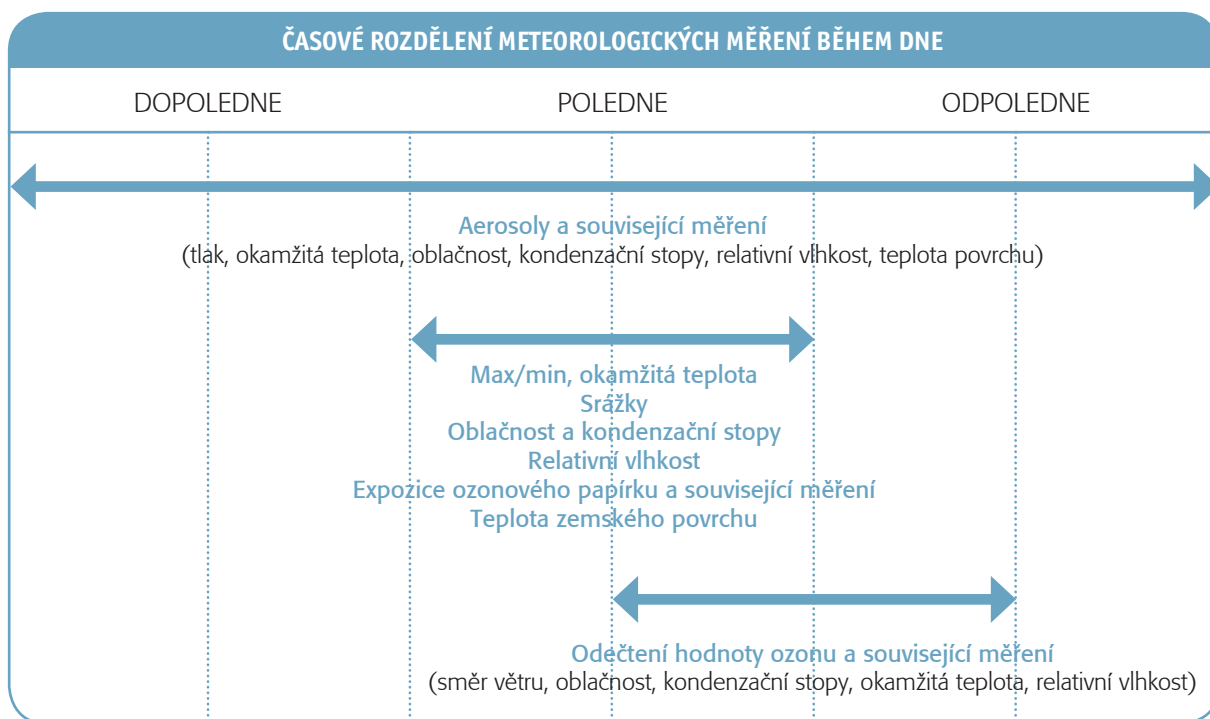 ČASOVÉ ROZDĚLENÍ METEOROLOGICKÝCH MĚŘENÍ BĚHEM DNE
DOPOLEDNE POLEDNE ODPOLEDNE
Aerosoly a související měření
(tlak, okamžitá teplota, oblačnost, kondenzační stopy, relativní vlhkost, teplota povrchu)
Max/min, okamžitá teplota
Srážky
Oblačnost a kondenzační stopy
Relativní vlhkost
Expozice ozonového papírku a související měření
Teplota zemského povrchu
Odečtení hodnoty ozonu a související měření
(směr větru, oblačnost, kondenzační stopy, okamžitá teplota, relativní vlhkost)